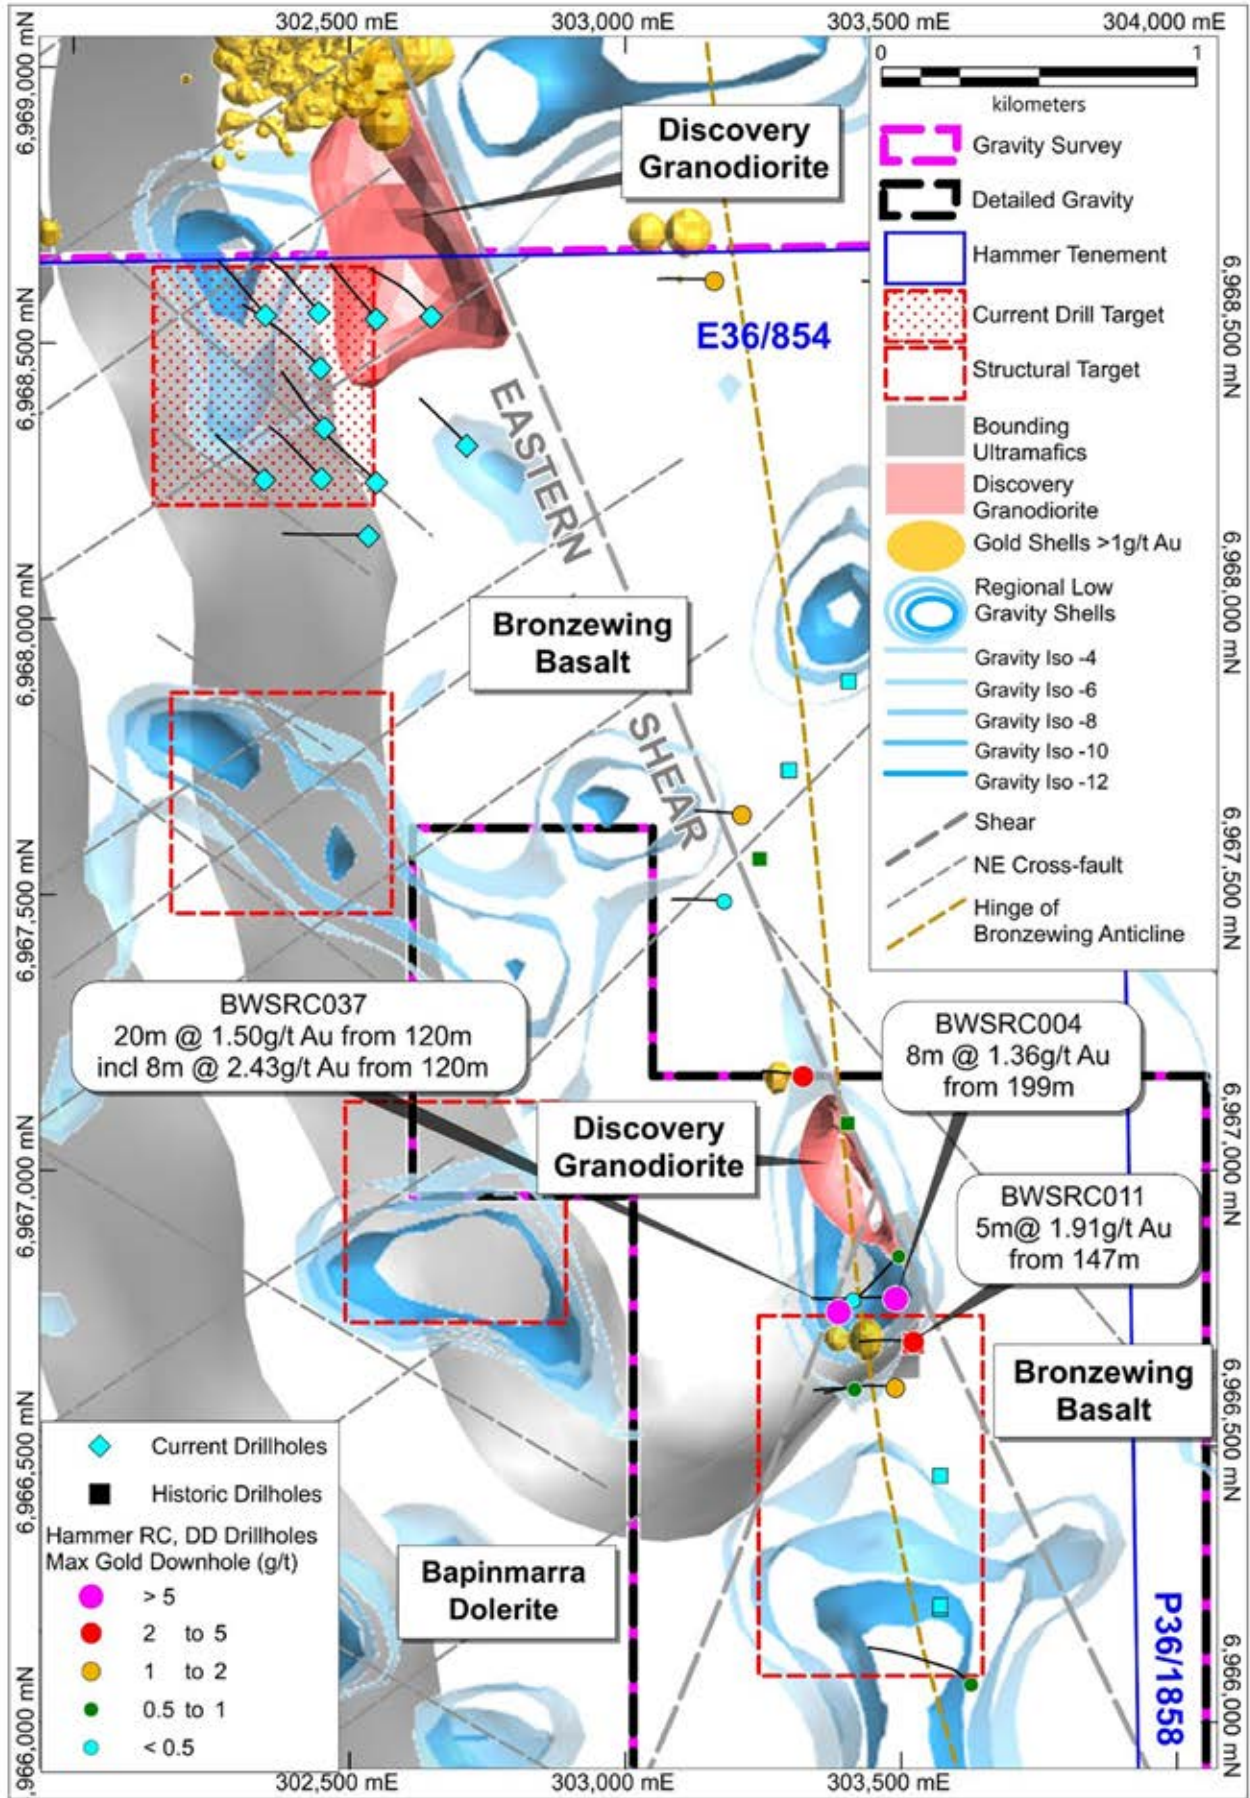 302,500 mE
303,000 mE
303,500 mE
304,000 mE
6,969,000 mN
6,968,500 mN
6,968,000 mN
6,967,500 mN
6,967,000 mN
6,966,500 mN
,966,000 mN
0
1
kilometers
Gravity Survey
Detailed Gravity
Hammer Tenement
Current Drill Target
Structural Target
Bounding
Ultramafics
Discovery
Granodiorite
Gold Shells >1g/t Au
Regional Low
Gravity Shells
Gravity Iso -4
Gravity Iso -6
Gravity Iso -8
Gravity Iso -10
Gravity Iso -12
Shear
NE Cross-fault
Hinge of
Bronzewing Anticline
Discovery
Granodiorite
E36/854
EASTERN
SHEAR
Bronzewing
Basalt
BWSRC037
20m @ 1.50g/t Au from 120m
incl 8m @ 2.43g/t Au from 120m
BWSRC004
8m @ 1.36g/t Au
from 199m
Discovery
Granodiorite
BWSRC011
5m@ 1.91g/t Au
from 147m
Bronzewing
Basalt
Bapinmarra
Dolerite
P36/1858
Current Drillholes
Historic Drilholes
Hammer RC, DD Drillholes
Max Gold Downhole (g/t)
> 5
2 to 5
1 to 2
0.5 to 1
< 0.5
6,968,500 mN
6,968,000 mN
6,967,500 mN
6,967,000 mN
6,966,500 mN
6,966,000 mN
302,500 mE
303,000 mE
303,500 mE